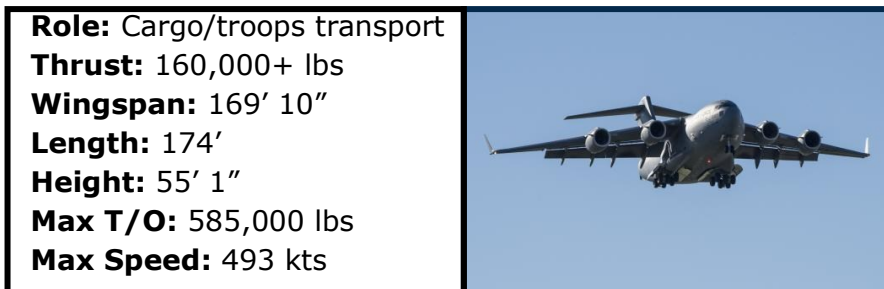 Role: Cargo/troops transport
Thrust: 160,000+ lbs
Wingspan: 169’ 10”
Length: 174’
Height: 55’ 1”
Max T/O: 585,000 lbs
Max Speed: 493 kts